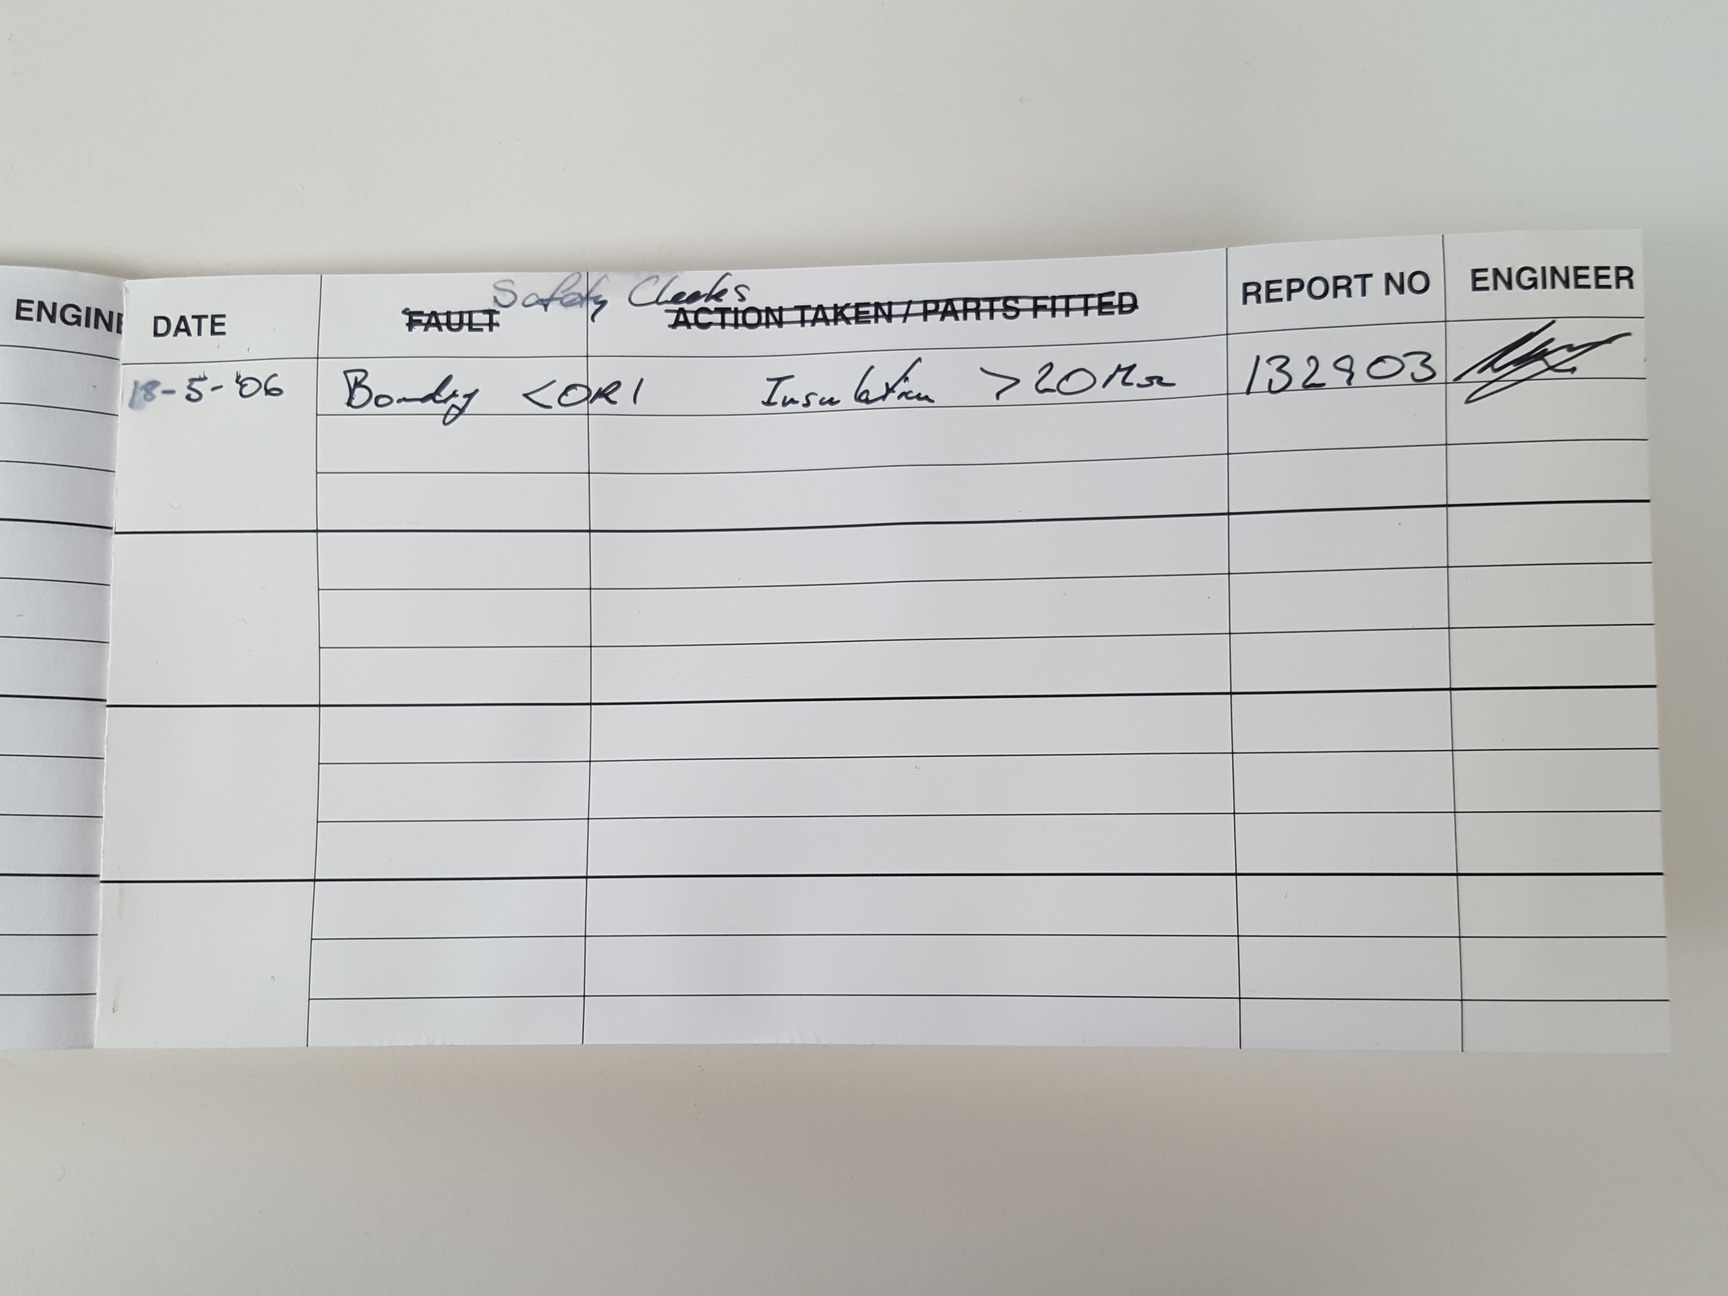 ENGINE
DATE
Safety Checks
FAULT
ACTION TAKEN / PARTS FITTED
REPORT NO
ENGINEER
18-5-'06 Bonding <0R1 Insulation >20MΩ 132903